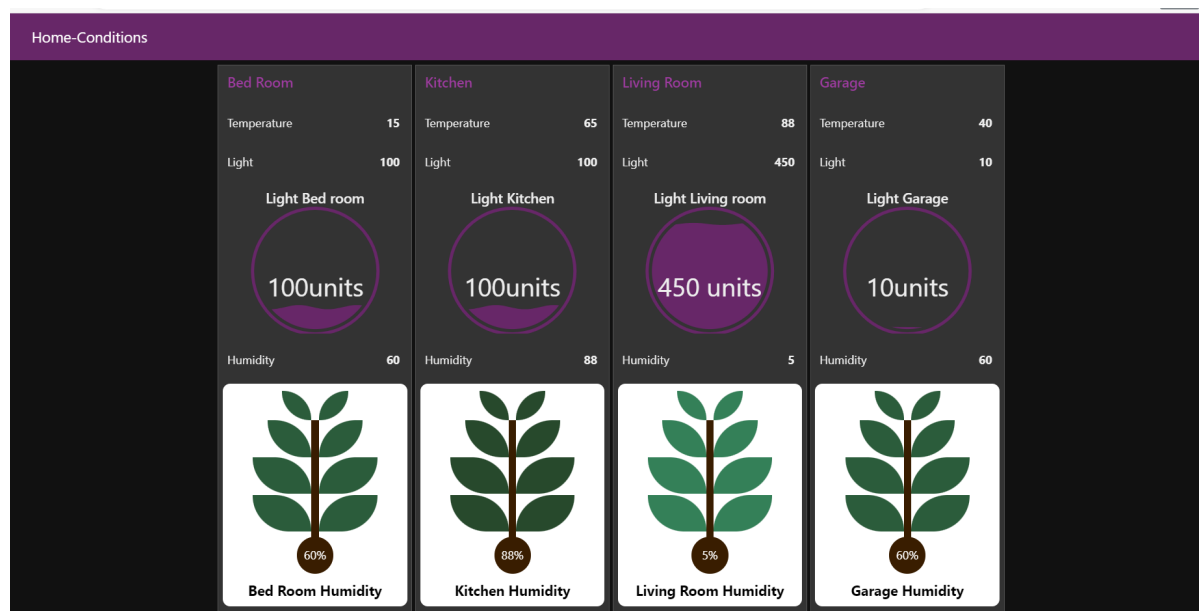 Home-Conditions
Bed Room
Temperature 15
Light 100
Light Bed room
100units
Humidity 60
60%
Bed Room Humidity
Kitchen
Temperature 65
Light 100
Light Kitchen
100units
Humidity 88
88%
Kitchen Humidity
Living Room
Temperature 88
Light 450
Light Living room
450 units
Humidity 5
5%
Living Room Humidity
Garage
Temperature 40
Light 10
Light Garage
10units
Humidity 60
60%
Garage Humidity